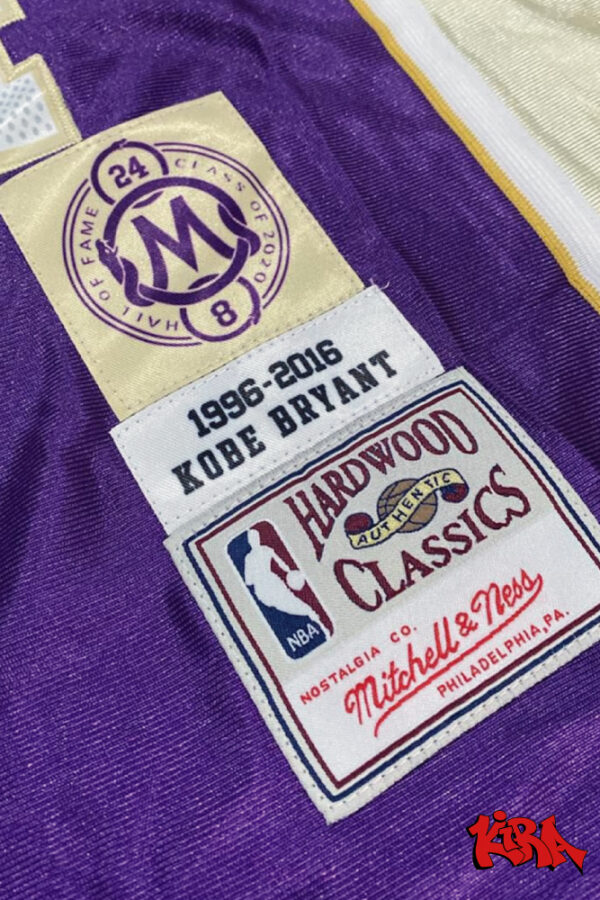 24
HALL OF FAME CLASS OF 2020
M
8
1996-2016
KOBE BRYANT
HARDWOOD
AUTHENTIC
CLASSICS
NBA
NOSTALGIA CO.
Mitchell & Ness
PHILADELPHIA, PA.
KiRA